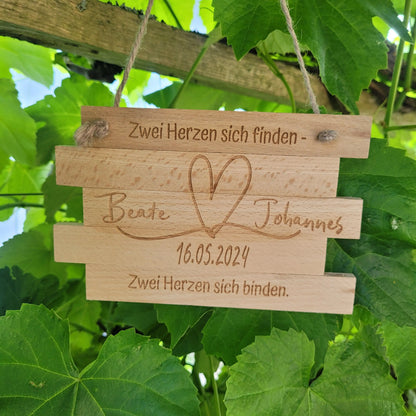 Zwei Herzen sich finden -
Beate Johannes
16.05.2024
Zwei Herzen sich binden.